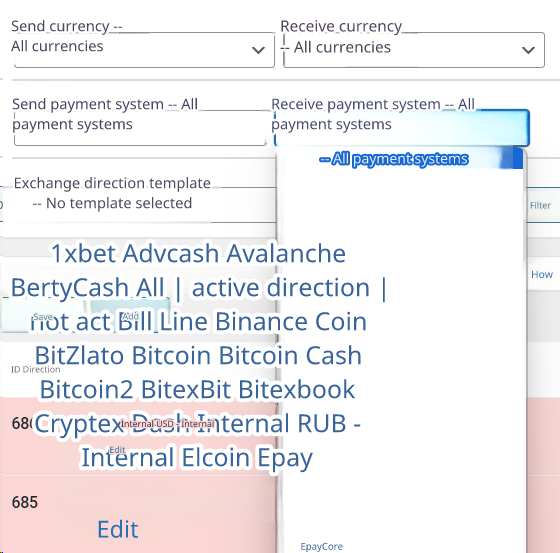 Send currency --
All currencies
Receive currency
-- All currencies
Send payment system -- All
payment systems
Receive payment system -- All
payment systems
-- All payment systems
Exchange direction template
-- No template selected
Filter
1xbet Advcash Avalanche
How
BertyCash All | active direction |
not act Bill Line Binance Coin
Save
Add
BitZlato Bitcoin Bitcoin Cash
ID Direction
Bitcoin2 BitexBit Bitexbook
Cryptex Dash Internal RUB -
Internal USD - Internal
Internal Elcoin Epay
Edit
685
Edit
EpayCore